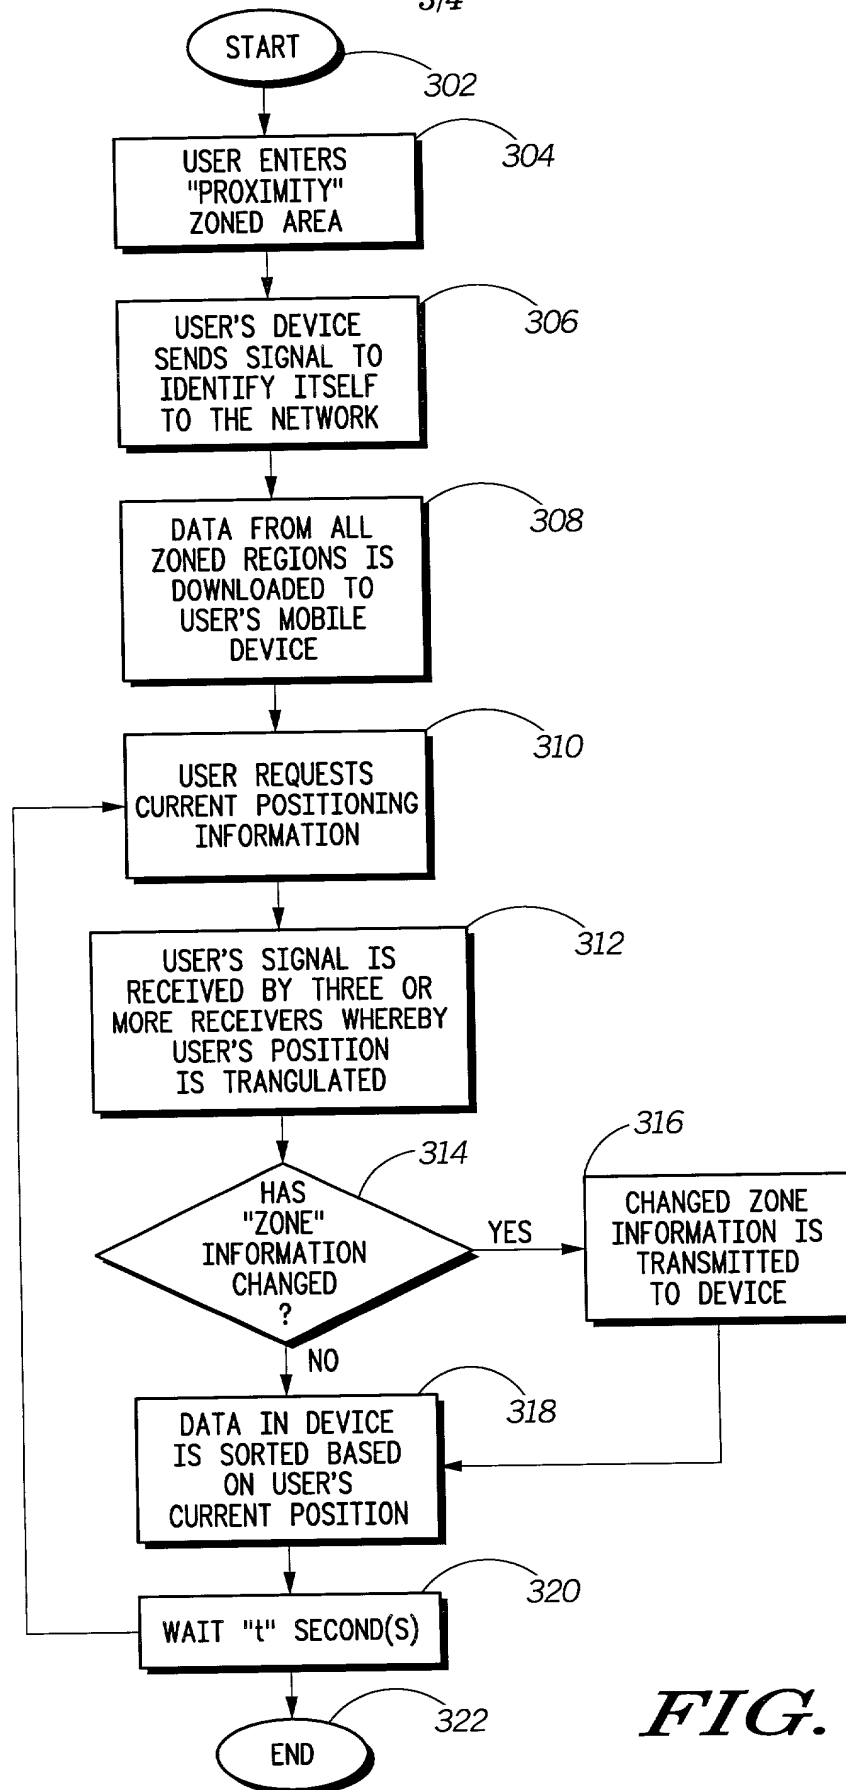 3/4
START
302
USER ENTERS
"PROXIMITY"
ZONED AREA
304
USER'S DEVICE
SENDS SIGNAL TO
IDENTIFY ITSELF
TO THE NETWORK
306
DATA FROM ALL
ZONED REGIONS IS
DOWNLOADED TO
USER'S MOBILE
DEVICE
308
USER REQUESTS
CURRENT POSITIONING
INFORMATION
310
USER'S SIGNAL IS
RECEIVED BY THREE OR
MORE RECEIVERS WHEREBY
USER'S POSITION
IS TRANGULATED
312
HAS
"ZONE"
INFORMATION
CHANGED
?
314
YES
CHANGED ZONE
INFORMATION IS
TRANSMITTED
TO DEVICE
316
NO
DATA IN DEVICE
IS SORTED BASED
ON USER'S
CURRENT POSITION
318
WAIT "t" SECOND(S)
320
END
322
FIG.